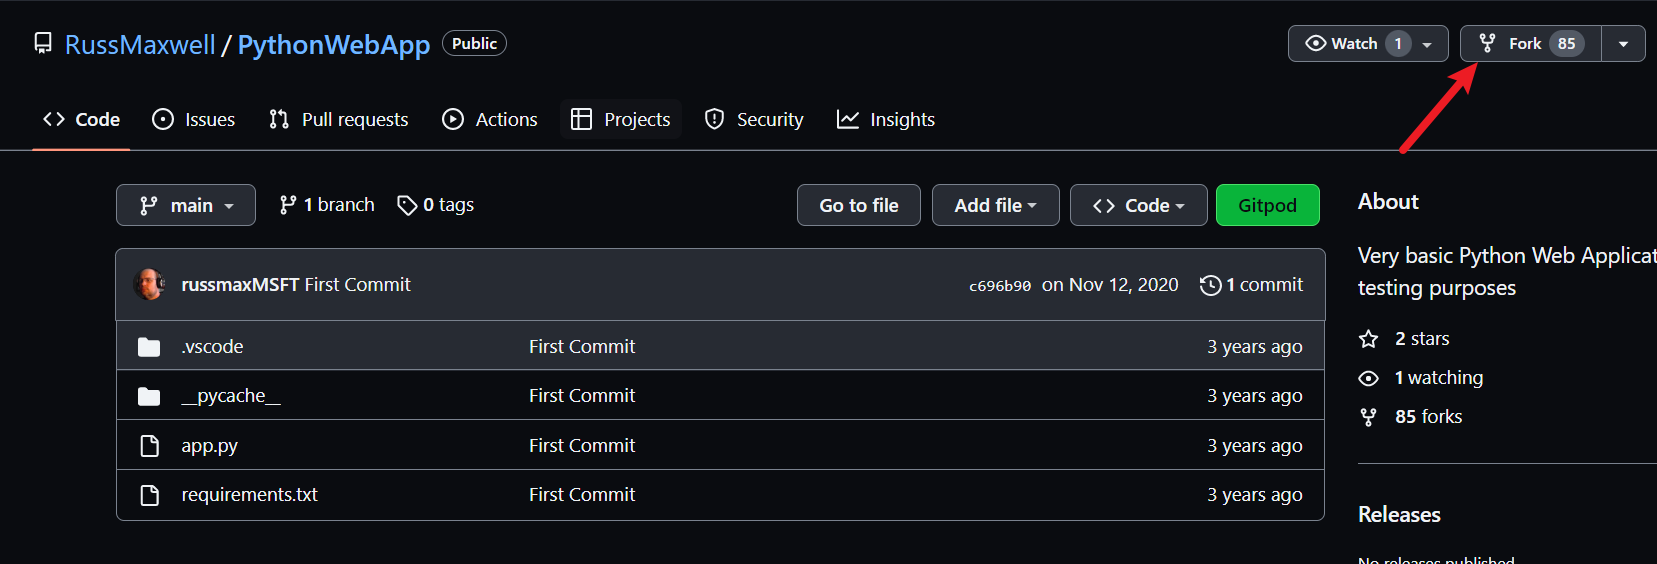 RussMaxwell / PythonWebApp Public Watch 1 Fork 85
Code Issues Pull requests Actions Projects Security Insights
main 1 branch 0 tags Go to file Add file Code Gitpod
russmaxMSFT First Commit c696b90 on Nov 12, 2020 1 commit
.vscode First Commit 3 years ago
__pycache__ First Commit 3 years ago
app.py First Commit 3 years ago
requirements.txt First Commit 3 years ago
About
Very basic Python Web Applicat
testing purposes
2 stars
1 watching
85 forks
Releases
No releases published